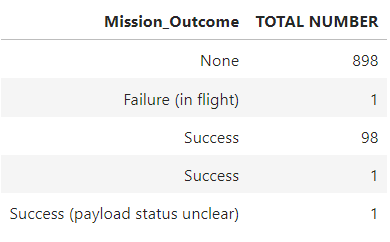 Mission_Outcome TOTAL NUMBER
None 898
Failure (in flight) 1
Success 98
Success 1
Success (payload status unclear) 1